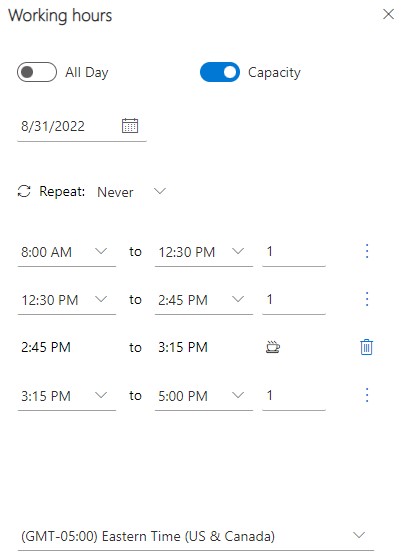 Working hours
All Day
Capacity
8/31/2022
Repeat: Never
8:00 AM to 12:30 PM 1
12:30 PM to 2:45 PM 1
2:45 PM to 3:15 PM
3:15 PM to 5:00 PM 1
(GMT-05:00) Eastern Time (US & Canada)